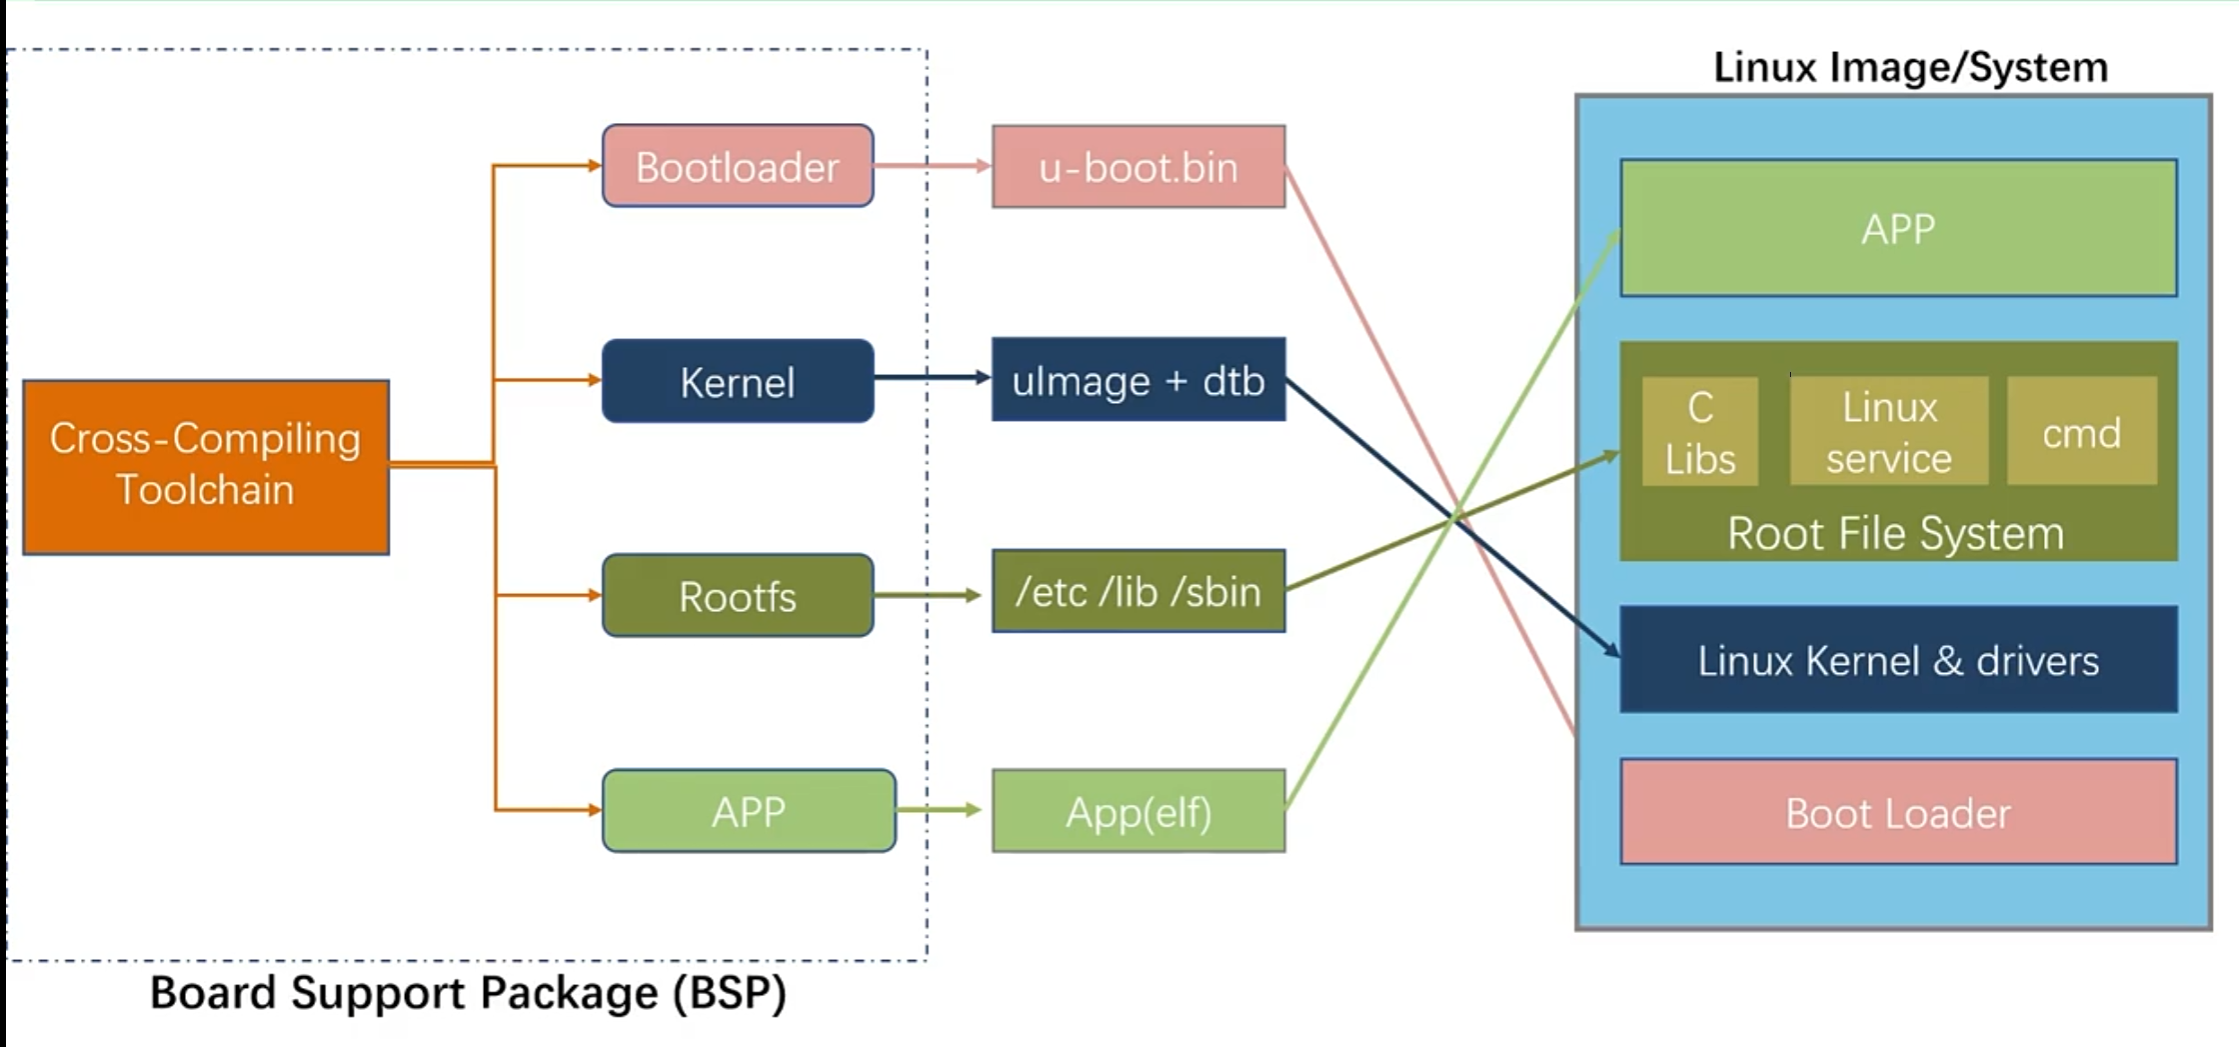 Linux Image/System
Bootloader
u-boot.bin
APP
Kernel
uImage + dtb
Cross-Compiling
Toolchain
C
Libs
Linux
service
cmd
Root File System
Rootfs
/etc /lib /sbin
Linux Kernel & drivers
APP
App(elf)
Boot Loader
Board Support Package (BSP)